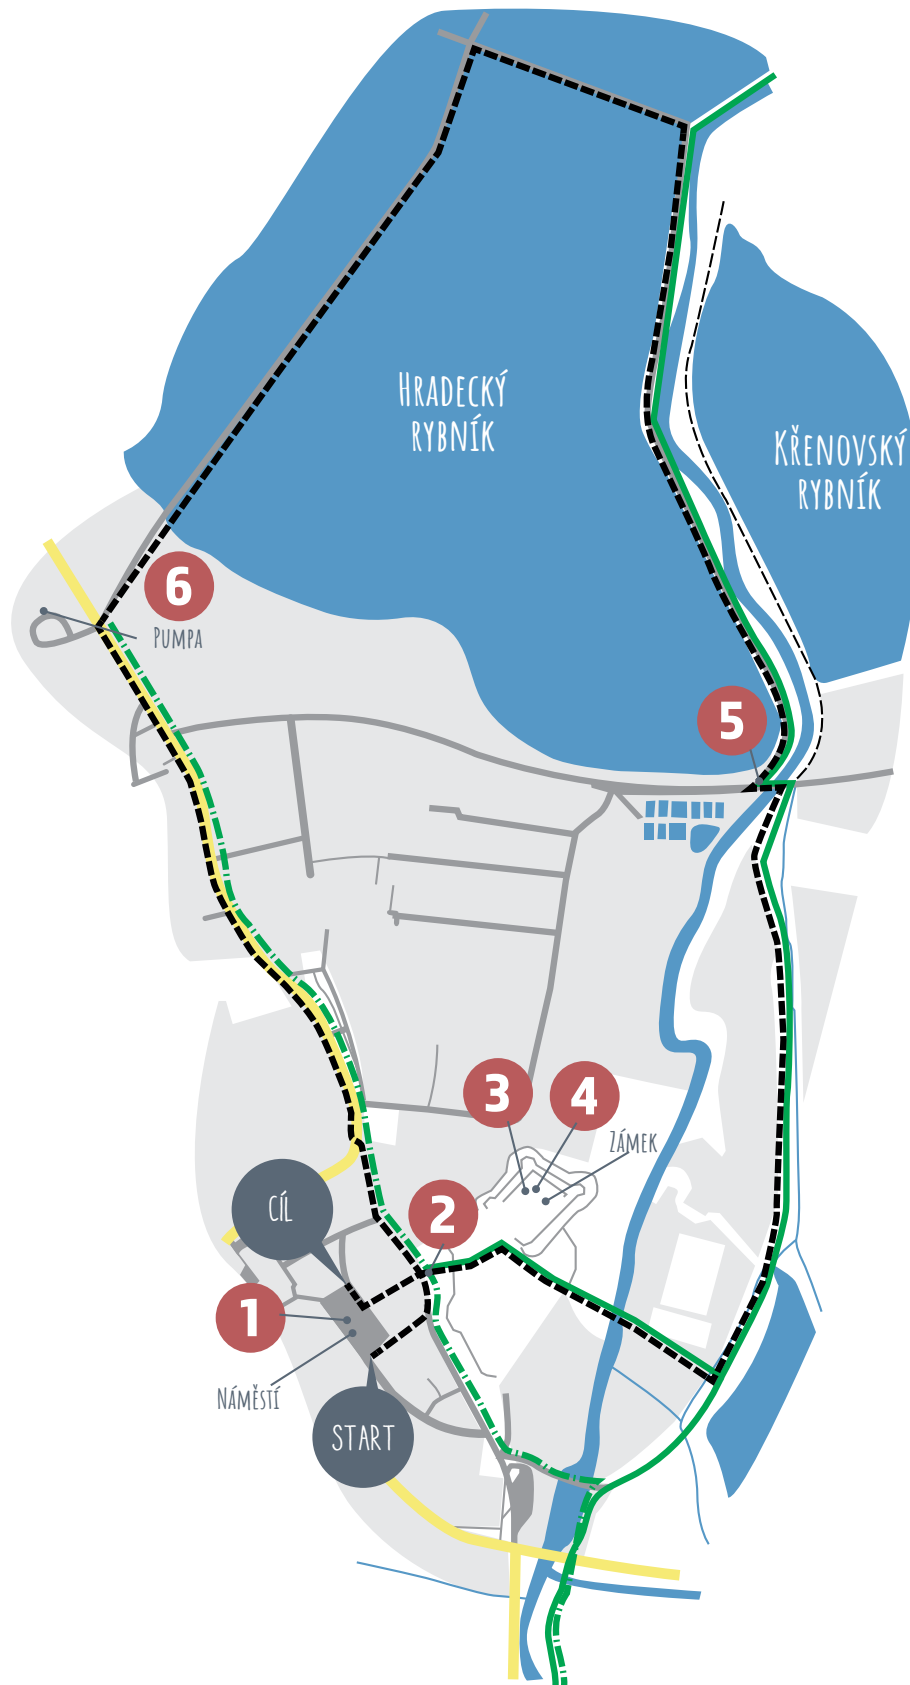 HRADECKÝ
RYBNÍK
KŘENOVSKÝ
RYBNÍK
6
PUMPA
5
3
4
ZÁMEK
CÍL
2
1
NÁMĚSTÍ
START